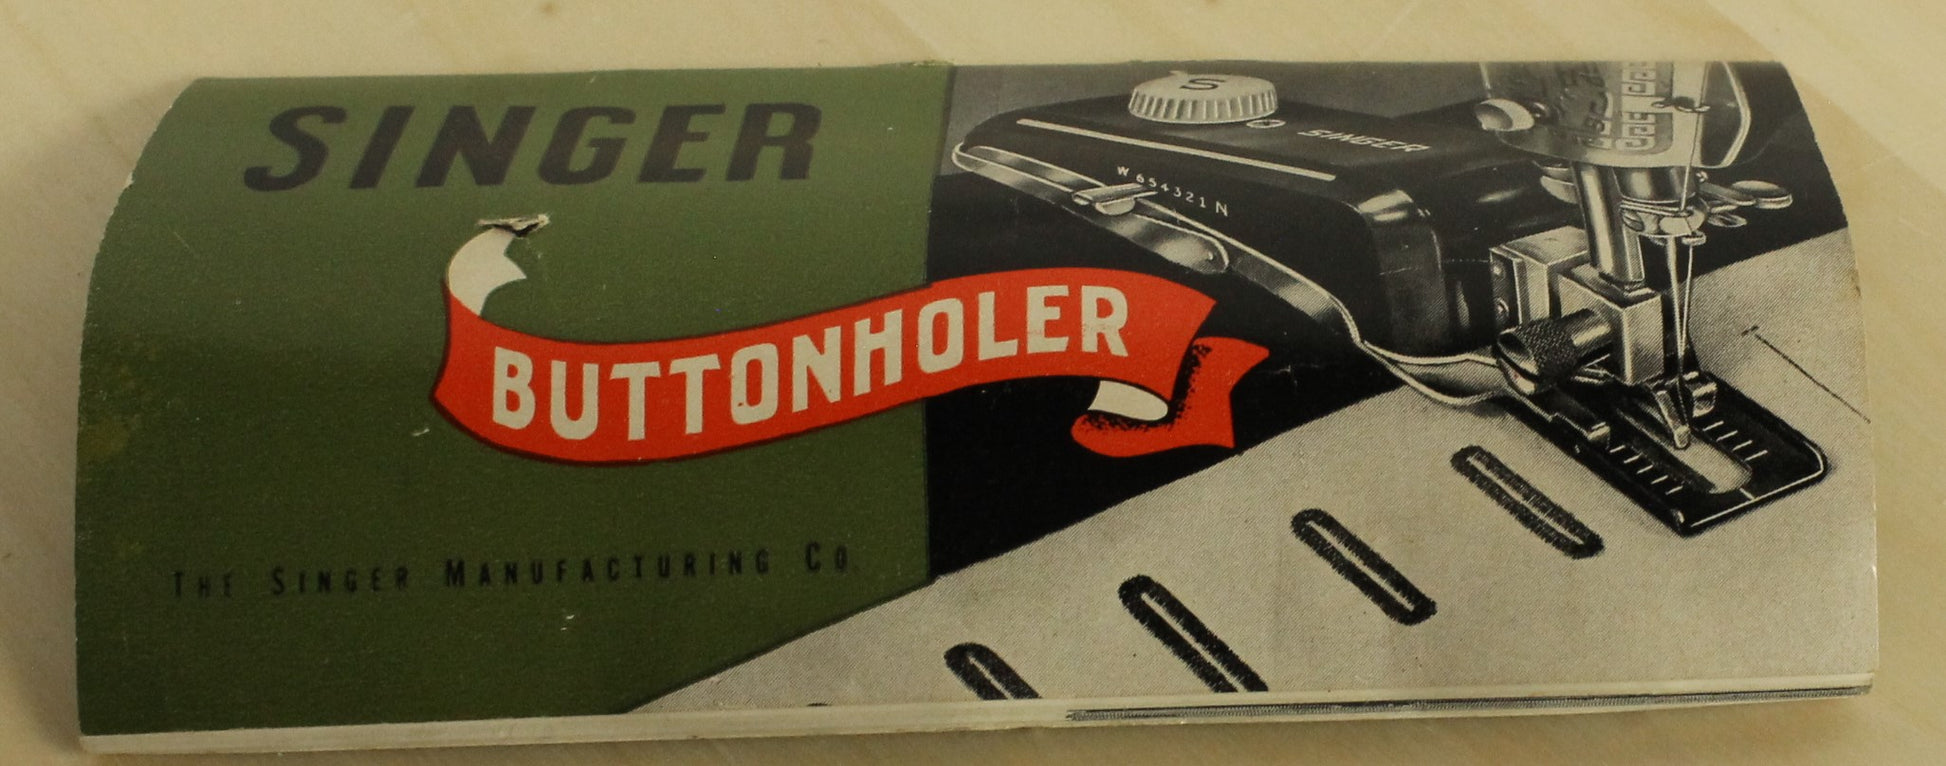 SINGER
BUTTONHOLER
THE SINGER MANUFACTURING CO.
S
SINGER
W 654321 N